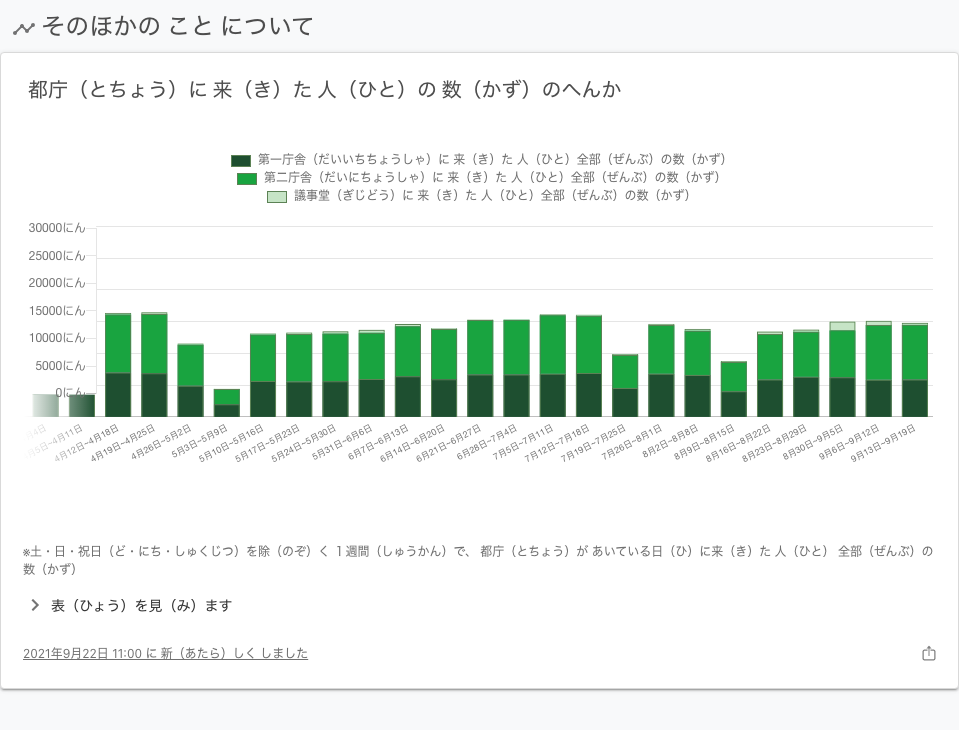 そのほかの こと について
都庁（とちょう）に 来（き）た 人（ひと）の 数（かず）のへんか
第一庁舎（だいいちちょうしゃ）に 来（き）た 人（ひと）全部（ぜんぶ）の数（かず）
第二庁舎（だいにちょうしゃ）に 来（き）た 人（ひと）全部（ぜんぶ）の数（かず）
議事堂（ぎじどう）に 来（き）た 人（ひと）全部（ぜんぶ）の数（かず）
30000にん
25000にん
20000にん
15000にん
10000にん
5000にん
0にん
4月12日~4月18日
4月19日~4月25日
4月26日~5月2日
5月3日~5月9日
5月10日~5月16日
5月17日~5月23日
5月24日~5月30日
5月31日~6月6日
6月7日~6月13日
6月14日~6月20日
6月21日~6月27日
6月28日~7月4日
7月5日~7月11日
7月12日~7月18日
7月19日~7月25日
7月26日~8月1日
8月2日~8月8日
8月9日~8月15日
8月16日~8月22日
8月23日~8月29日
8月30日~9月5日
9月6日~9月12日
9月13日~9月19日
※土・日・祝日（ど・にち・しゅくじつ）を除（のぞ）く １週間（しゅうかん）で、 都庁（とちょう）が あいている日（ひ）に来（き）た 人（ひと） 全部（ぜんぶ）の
数（かず）
表（ひょう）を見（み）ます
2021年9月22日 11:00 に 新（あたら）しく しました